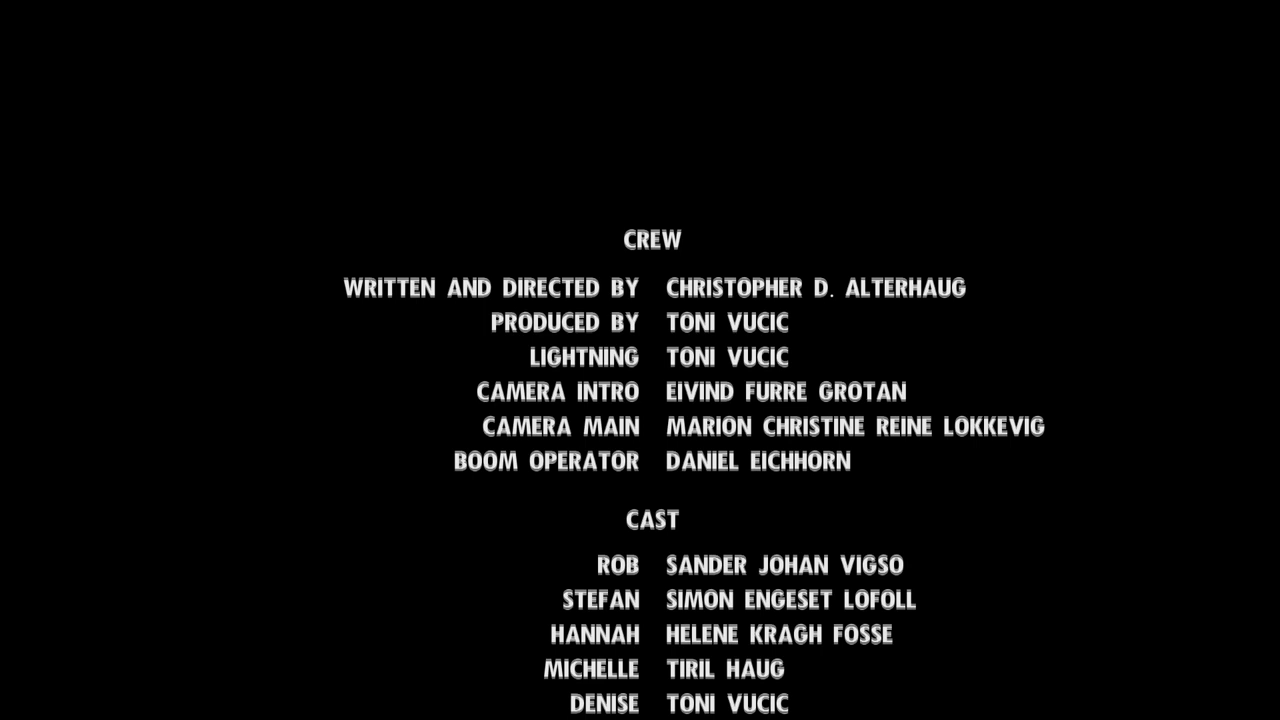 CREW
WRITTEN AND DIRECTED BY CHRISTOPHER D. ALTERHAUG
PRODUCED BY TONI VUCIC
LIGHTNING TONI VUCIC
CAMERA INTRO EIVIND FURRE GROTAN
CAMERA MAIN MARION CHRISTINE REINE LOKKEVIG
BOOM OPERATOR DANIEL EICHHORN
CAST
ROB SANDER JOHAN VIGSO
STEFAN SIMON ENGESET LOFOLL
HANNAH HELENE KRAGH FOSSE
MICHELLE TIRIL HAUG
DENISE TONI VUCIC